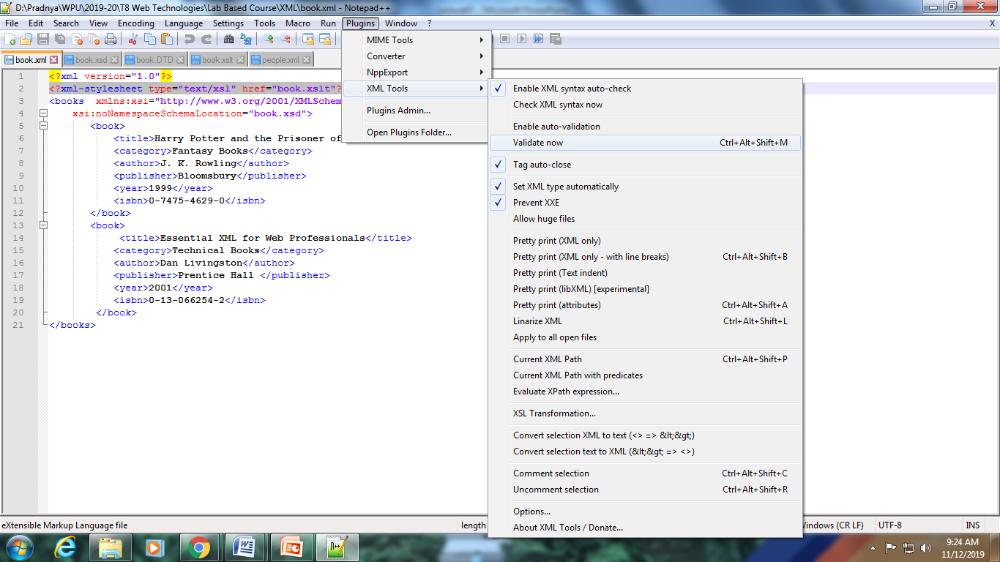 D:\Pradnya\WPU\2019-20\T8 Web Technologies\Lab Based Course\XML\book.xml - Notepad++
File Edit Search View Encoding Language Settings Tools Macro Run Plugins Window ? X
book.xml book.xsd book.DTD book.xslt people.xml
1 <?xml version="1.0"?>
2 <?xml-stylesheet type="text/xsl" href="book.xslt"?
3 <books xmlns:xsi="http://www.w3.org/2001/XMLSchem
4 xsi:noNamespaceSchemaLocation="book.xsd">
5 <book>
6 <title>Harry Potter and the Prisoner of
7 <category>Fantasy Books</category>
8 <author>J. K. Rowling</author>
9 <publisher>Bloomsbury</publisher>
10 <year>1999</year>
11 <isbn>0-7475-4629-0</isbn>
12 </book>
13 <book>
14 <title>Essential XML for Web Professionals</title>
15 <category>Technical Books</category>
16 <author>Dan Livingston</author>
17 <publisher>Prentice Hall </publisher>
18 <year>2001</year>
19 <isbn>0-13-066254-2</isbn>
20 </book>
21 </books>
MIME Tools
Converter
NppExport
XML Tools
Plugins Admin...
Open Plugins Folder...
Enable XML syntax auto-check
Check XML syntax now
Enable auto-validation
Validate now Ctrl+Alt+Shift+M
Tag auto-close
Set XML type automatically
Prevent XXE
Allow huge files
Pretty print (XML only)
Pretty print (XML only - with line breaks) Ctrl+Alt+Shift+B
Pretty print (Text indent)
Pretty print (libXML) [experimental]
Pretty print (attributes) Ctrl+Alt+Shift+A
Linarize XML Ctrl+Alt+Shift+L
Apply to all open files
Current XML Path Ctrl+Alt+Shift+P
Current XML Path with predicates
Evaluate XPath expression...
XSL Transformation...
Convert selection XML to text (<> => &lt;&gt;)
Convert selection text to XML (&lt;&gt; => <>)
Comment selection Ctrl+Alt+Shift+C
Uncomment selection Ctrl+Alt+Shift+R
Options...
About XML Tools / Donate...
eXtensible Markup Language file length Windows (CR LF) UTF-8 INS
9:24 AM
11/12/2019